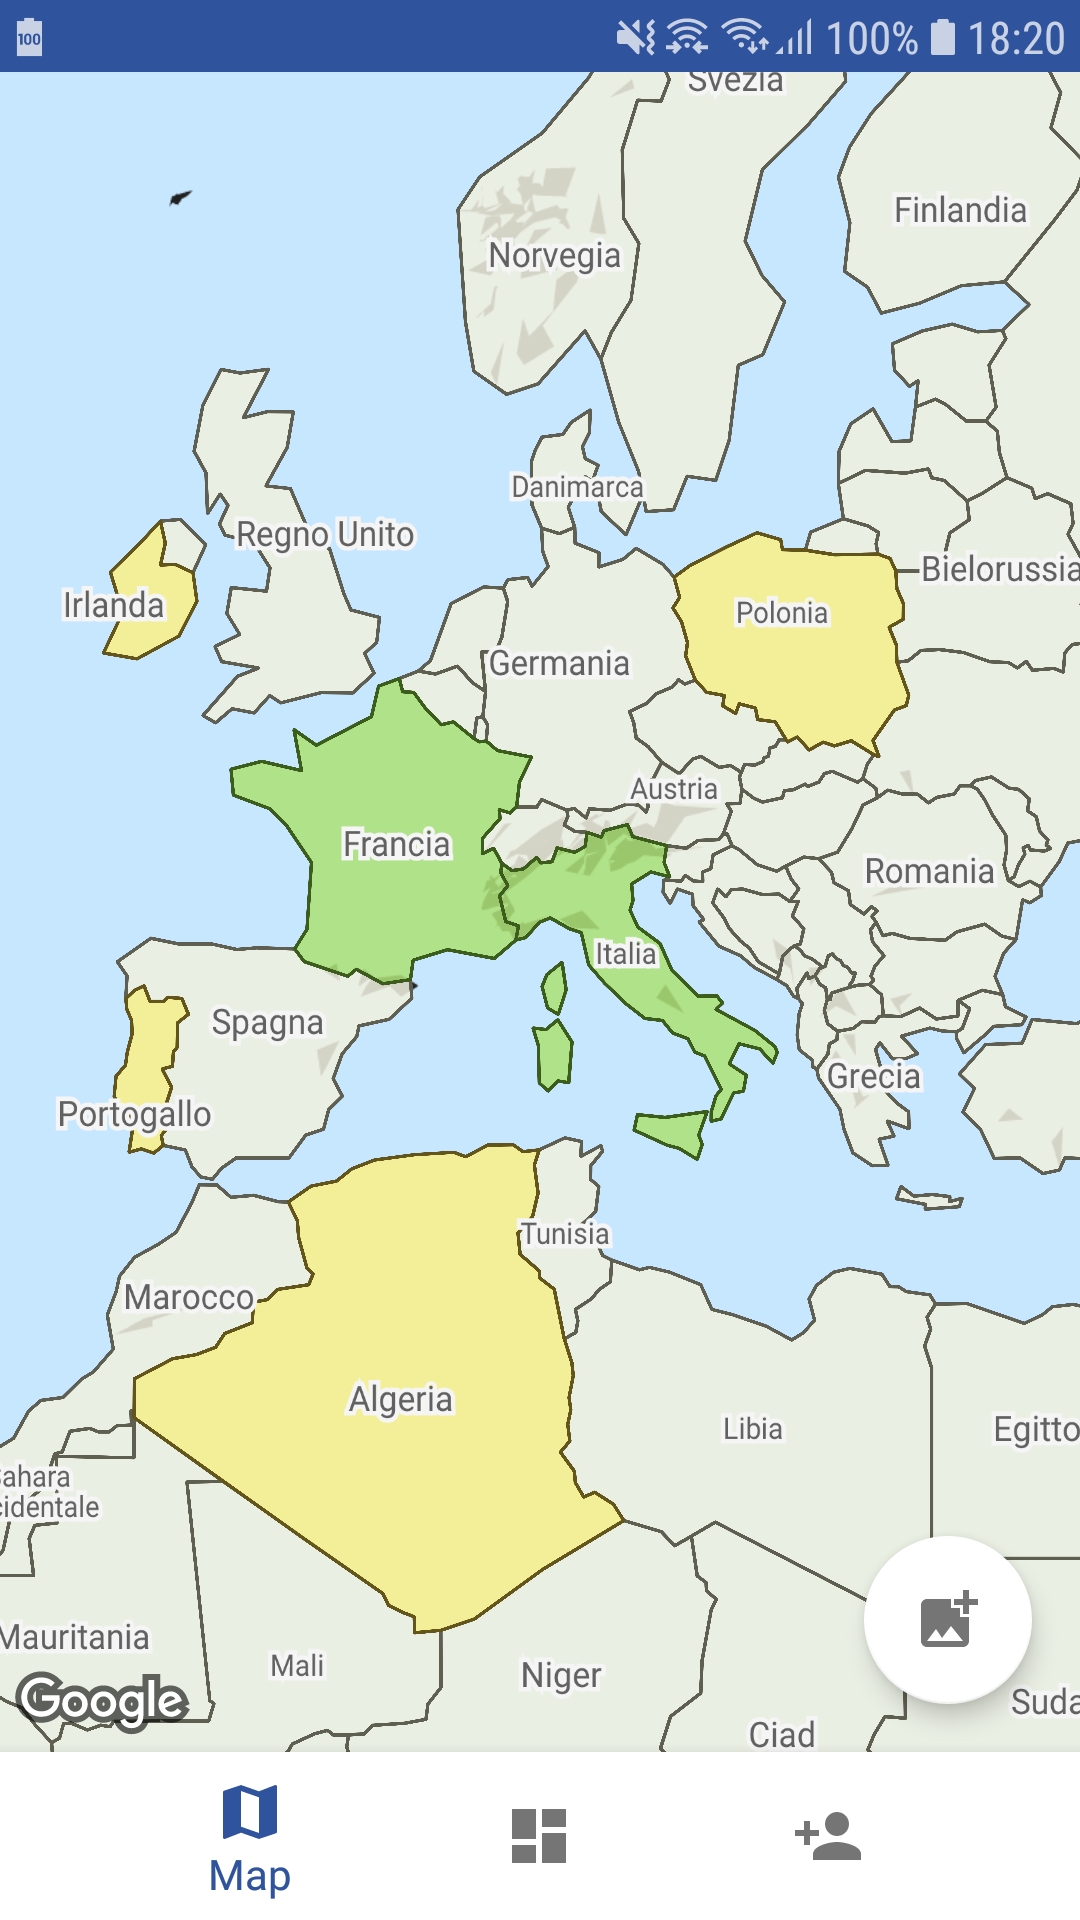 100 100% 18:20
Svezia
Finlandia
Norvegia
Danimarca
Regno Unito
Bielorussia
Irlanda
Polonia
Germania
Austria
Francia
Romania
Italia
Spagna
Grecia
Portogallo
Tunisia
Marocco
Algeria
Libia
Egitto
ahara
cidentale
Mauritania
Mali
Niger
Suda
Google
Ciad
Map